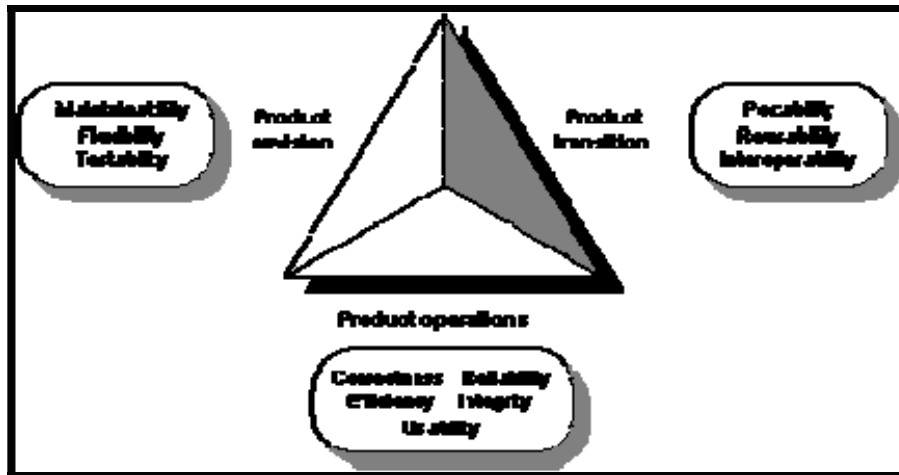 Maintainability
Flexibility
Testability
Product
revision
Product
transition
Portability
Reusability
Interoperability
Product operations
Correctness Reliability
Efficiency Integrity
Usability